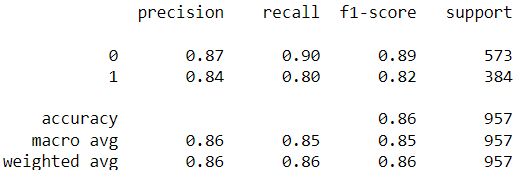 precision recall f1-score support
0 0.87 0.90 0.89 573
1 0.84 0.80 0.82 384
accuracy 0.86 957
macro avg 0.86 0.85 0.85 957
weighted avg 0.86 0.86 0.86 957